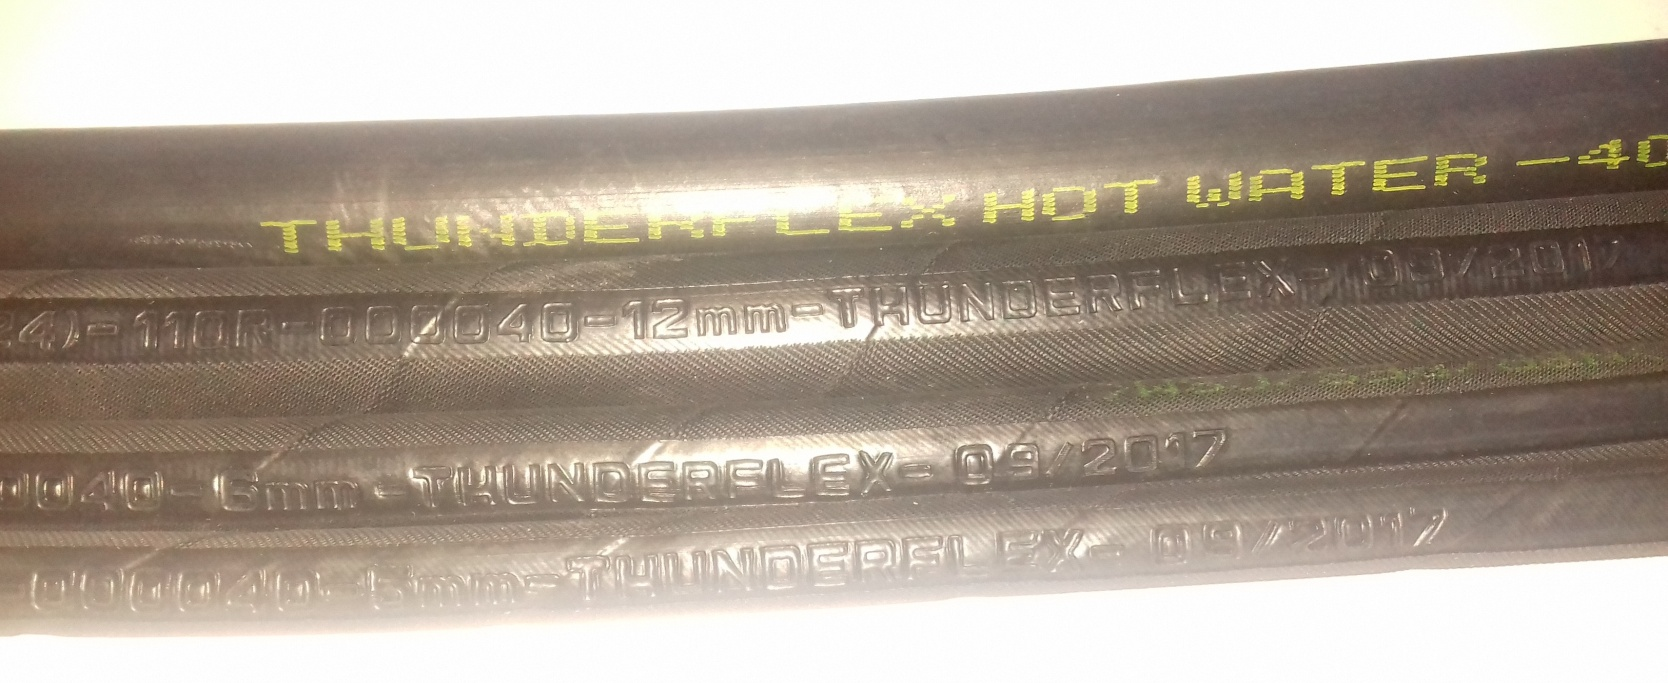 THUNDERFLEX HOT WATER -40
24)-110R-000040-12mm-THUNDERFLEX- 09/2017
0040-6mm-THUNDERFLEX- 09/2017
-000040-6mm-THUNDERFLEX- 09/2017